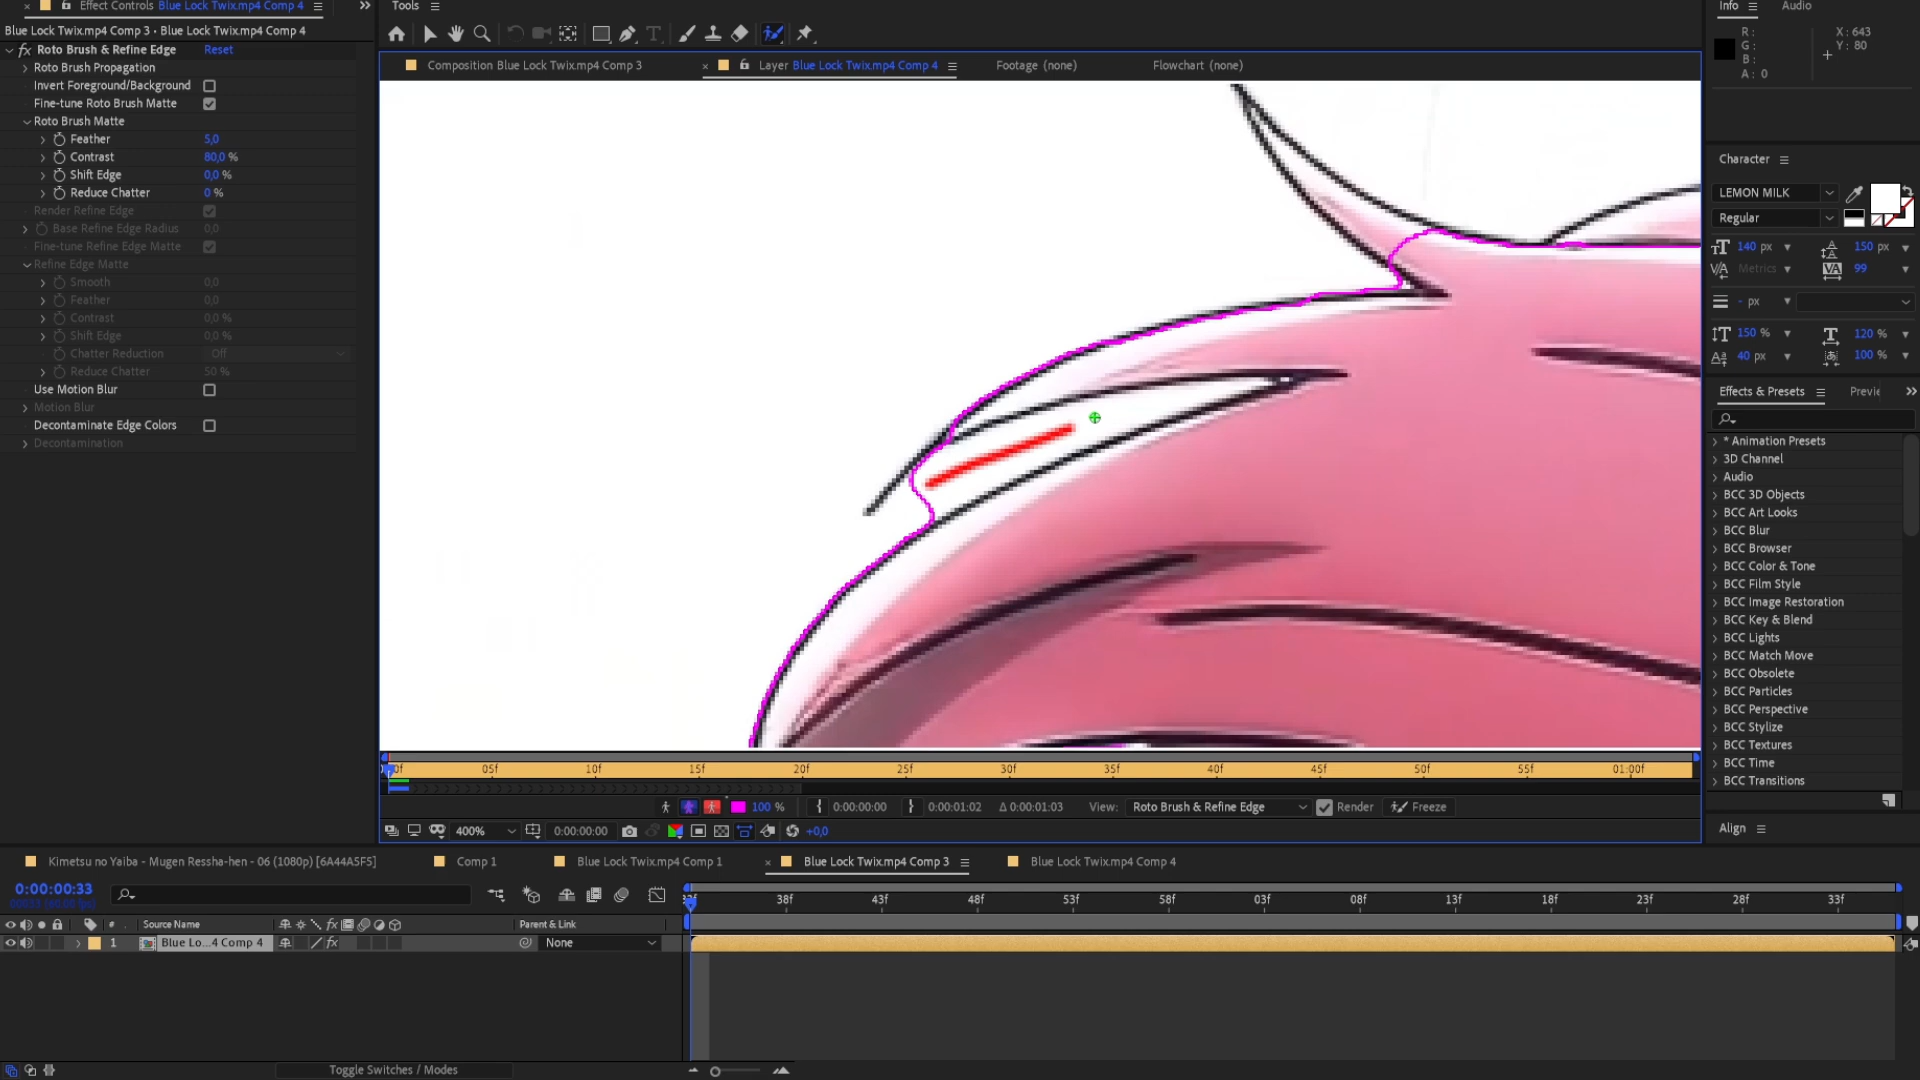 Effect Controls Blue Lock Twix.mp4 Comp 4
Tools
Info
Audio
Blue Lock Twix.mp4 Comp 3 · Blue Lock Twix.mp4 Comp 4
fx Roto Brush & Refine Edge Reset
Roto Brush Propagation
Invert Foreground/Background
Fine-tune Roto Brush Matte
Roto Brush Matte
Feather 5,0
Contrast 80,0 %
Shift Edge 0,0 %
Reduce Chatter 0 %
Render Refine Edge
Base Refine Edge Radius 0,0
Fine-tune Refine Edge Matte
Refine Edge Matte
Smooth 0,0
Feather 0,0
Contrast 0,0 %
Shift Edge 0,0 %
Chatter Reduction Off
Reduce Chatter 50 %
Use Motion Blur
Motion Blur
Decontaminate Edge Colors
Decontamination
Composition Blue Lock Twix.mp4 Comp 3
Layer Blue Lock Twix.mp4 Comp 4
Footage (none)
Flowchart (none)
R :
G :
B :
A : 0
X : 643
Y : 80
Character
LEMON MILK
Regular
140 px
150 px
Metrics
99
- px
150 %
120 %
40 px
100 %
Effects & Presets
Previe
* Animation Presets
3D Channel
Audio
BCC 3D Objects
BCC Art Looks
BCC Blur
BCC Browser
BCC Color & Tone
BCC Film Style
BCC Image Restoration
BCC Key & Blend
BCC Lights
BCC Match Move
BCC Obsolete
BCC Particles
BCC Perspective
BCC Stylize
BCC Textures
BCC Time
BCC Transitions
Align
05f 10f 15f 20f 25f 30f 35f 40f 45f 50f 55f 01:00f
100 % 0:00:00:00 0:00:01:02 Δ 0:00:01:03 View: Roto Brush & Refine Edge Render Freeze
400% 0:00:00:00 +0,0
Kimetsu no Yaiba - Mugen Ressha-hen - 06 (1080p) [6A44A5F5]
Comp 1
Blue Lock Twix.mp4 Comp 1
Blue Lock Twix.mp4 Comp 3
Blue Lock Twix.mp4 Comp 4
0:00:00:33
38f 43f 48f 53f 58f 03f 08f 13f 18f 23f 28f 33f
# Source Name Parent & Link
1 Blue Lo...4 Comp 4 None
Toggle Switches / Modes